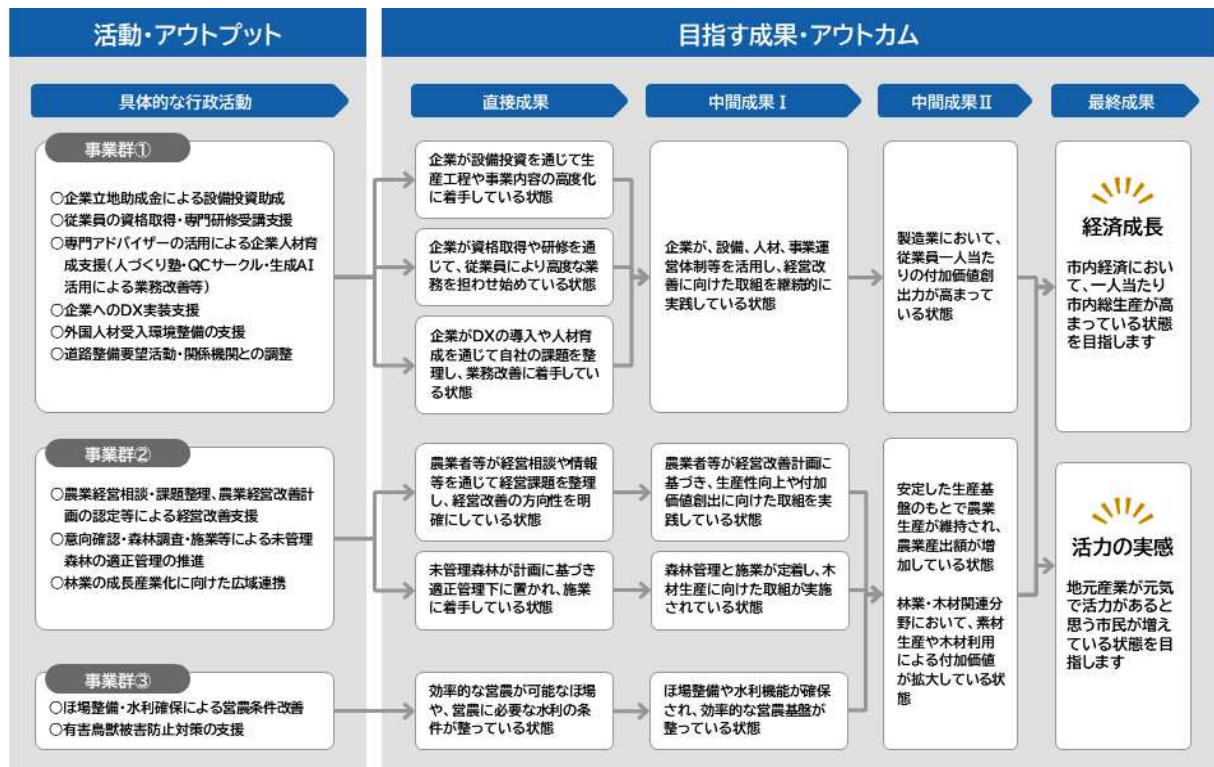 活動・アウトプット
目指す成果・アウトカム
具体的な行政活動
直接成果
中間成果Ⅰ
中間成果Ⅱ
最終成果
事業群①
○企業立地助成金による設備投資助成
○従業員の資格取得・専門研修受講支援
○専門アドバイザーの活用による企業人材育
成支援(人づくり塾・QCサークル・生成AI
活用による業務改善等)
○企業へのDX実装支援
○外国人材受入環境整備の支援
○道路整備要望活動・関係機関との調整
企業が設備投資を通じて生
産工程や事業内容の高度化
に着手している状態
企業が資格取得や研修を通
じて、従業員により高度な業
務を担わせ始めている状態
企業がDXの導入や人材育
成を通じて自社の課題を整
理し、業務改善に着手してい
る状態
企業が、設備、人材、事業運
営体制等を活用し、経営改
善に向けた取組を継続的に
実践している状態
製造業において、
従業員一人当た
りの付加価値創
出力が高まって
いる状態
経済成長
市内経済におい
て、一人当たり
市内総生産が高
まっている状態
を目指します
事業群②
○農業経営相談・課題整理、農業経営改善計
画の認定等による経営改善支援
○意向確認・森林調査・施業等による未管理
森林の適正管理の推進
○林業の成長産業化に向けた広域連携
農業者等が経営相談や情報
等を通じて経営課題を整理
し、経営改善の方向性を明
確にしている状態
未管理森林が計画に基づき
適正管理下に置かれ、施業
に着手している状態
農業者等が経営改善計画に
基づき、生産性向上や付加
価値創出に向けた取組を実
践している状態
森林管理と施業が定着し、木
材生産に向けた取組が実施
されている状態
安定した生産基
盤のもとで農業
生産が維持され、
農業産出額が増
加している状態
林業・木材関連分
野において、素材
生産や木材利用
による付加価値
が拡大している状
態
活力の実感
地元産業が元気
で活力があると
思う市民が増え
ている状態を目
指します
事業群③
○ほ場整備・水利確保による営農条件改善
○有害鳥獣被害防止対策の支援
効率的な営農が可能なほ場
や、営農に必要な水利の条
件が整っている状態
ほ場整備や水利機能が確保
され、効率的な営農基盤が
整っている状態